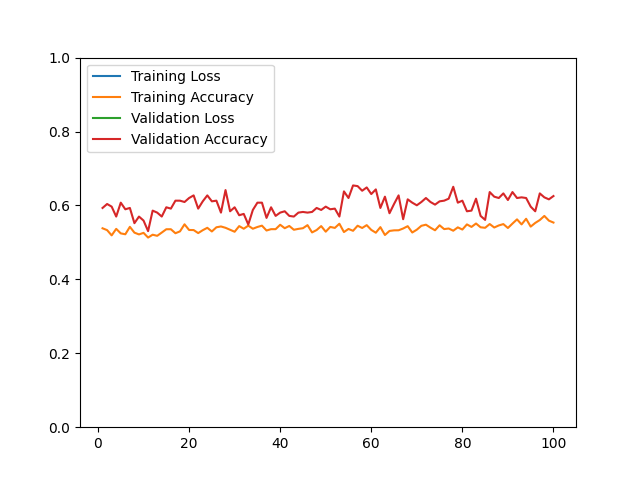 1.0
0.8
0.6
0.4
0.2
0.0
Training Loss
Training Accuracy
Validation Loss
Validation Accuracy
0 20 40 60 80 100